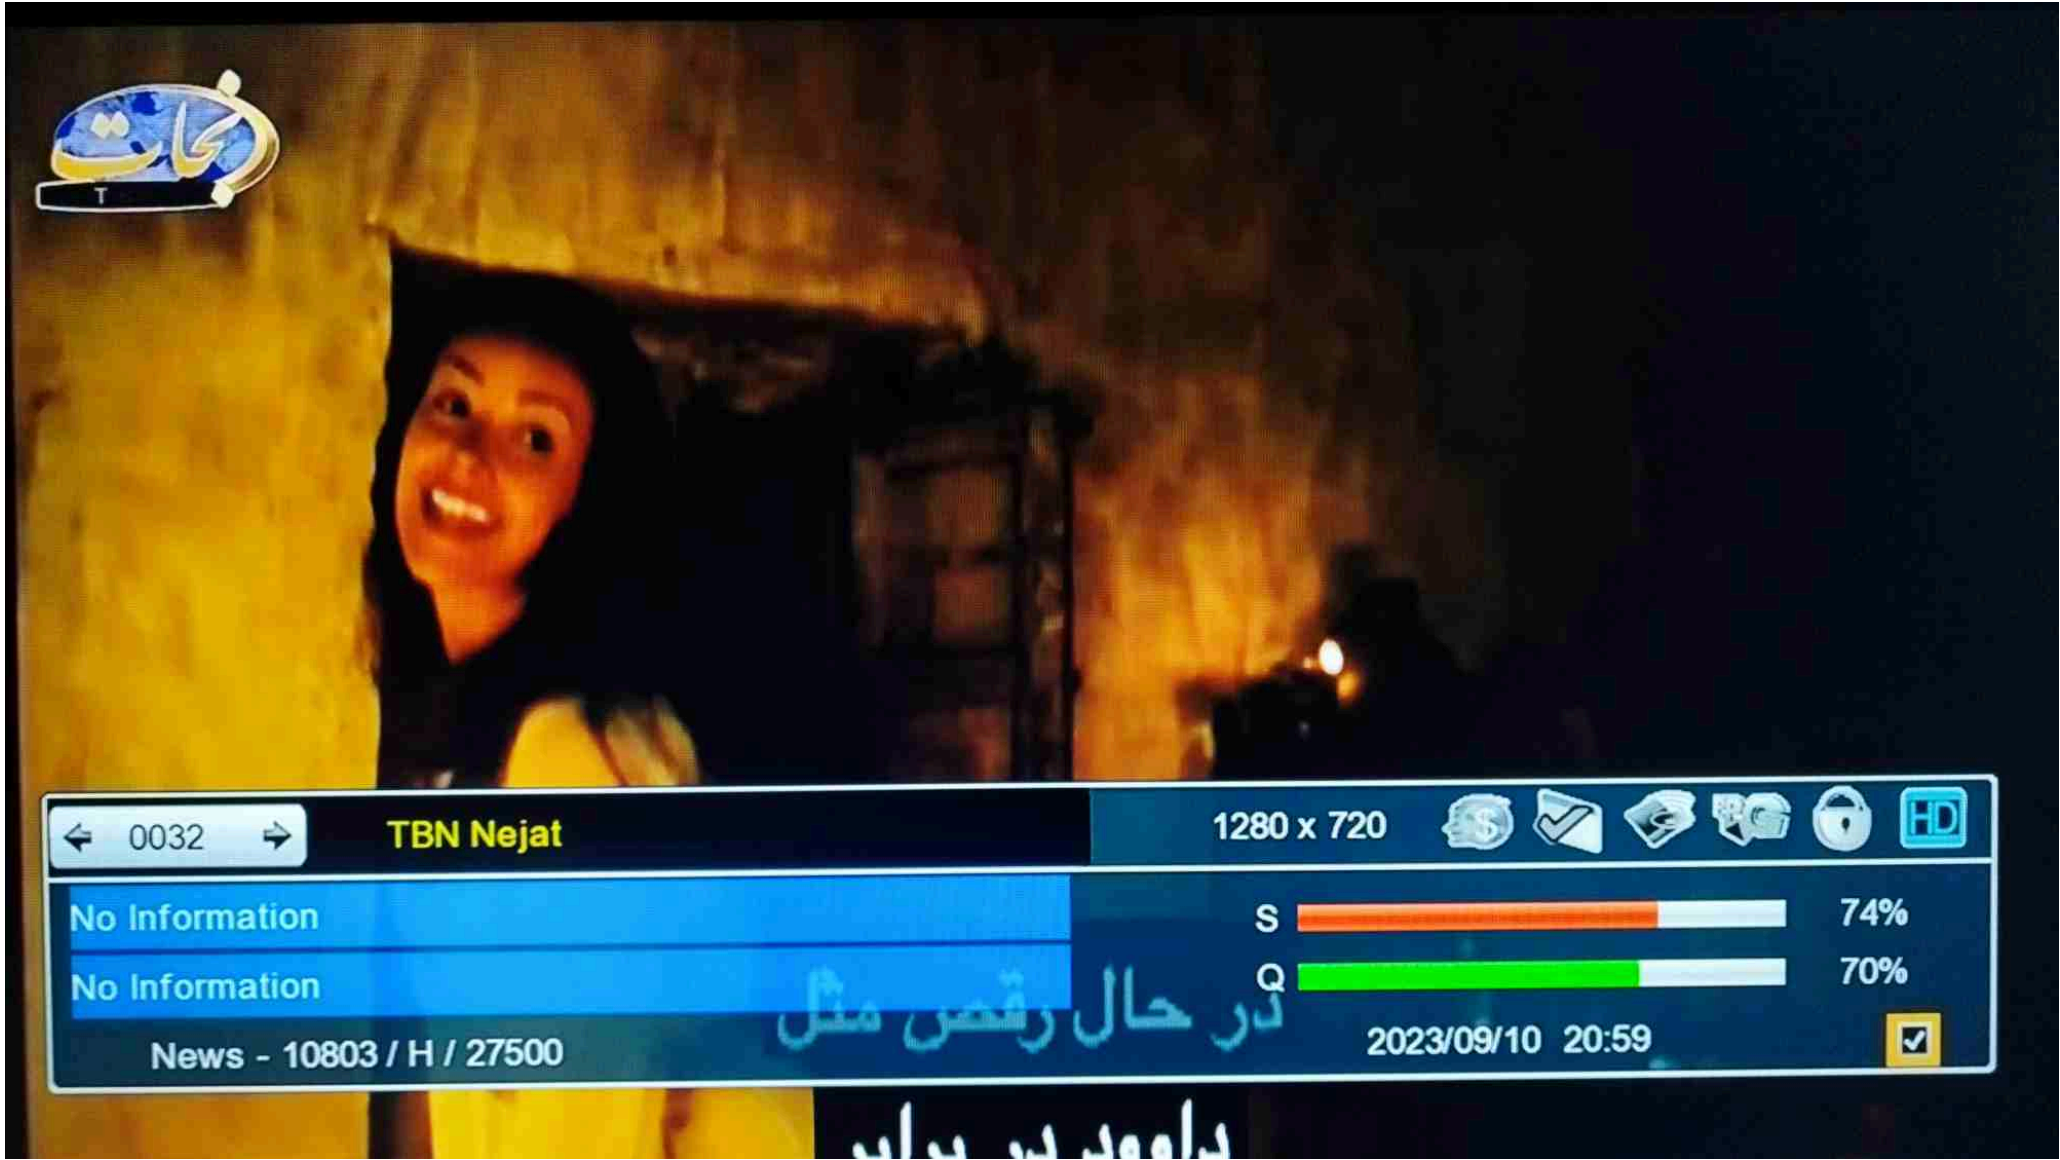 نجات
T
0032
TBN Nejat
1280 x 720
HD
No Information
S 74%
No Information
Q 70%
در حال رقص مثل
News - 10803 / H / 27500
2023/09/10 20:59
داوود در برابر